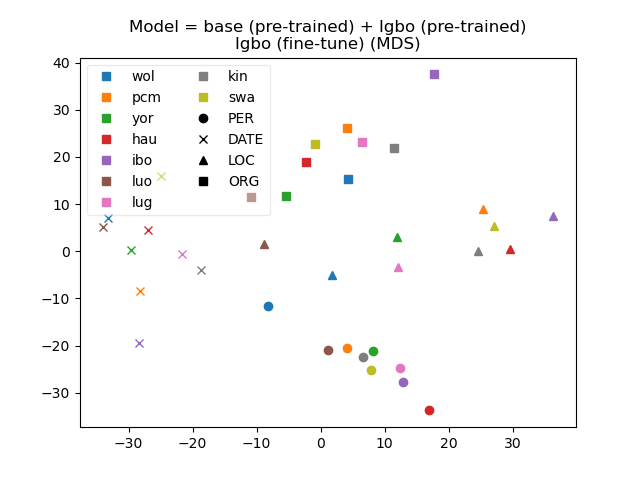 Model = base (pre-trained) + Igbo (pre-trained)
Igbo (fine-tune) (MDS)
40
30
20
10
0
−10
−20
−30
wol
pcm
yor
hau
ibo
luo
lug
kin
swa
PER
DATE
LOC
ORG
−30 −20 −10 0 10 20 30